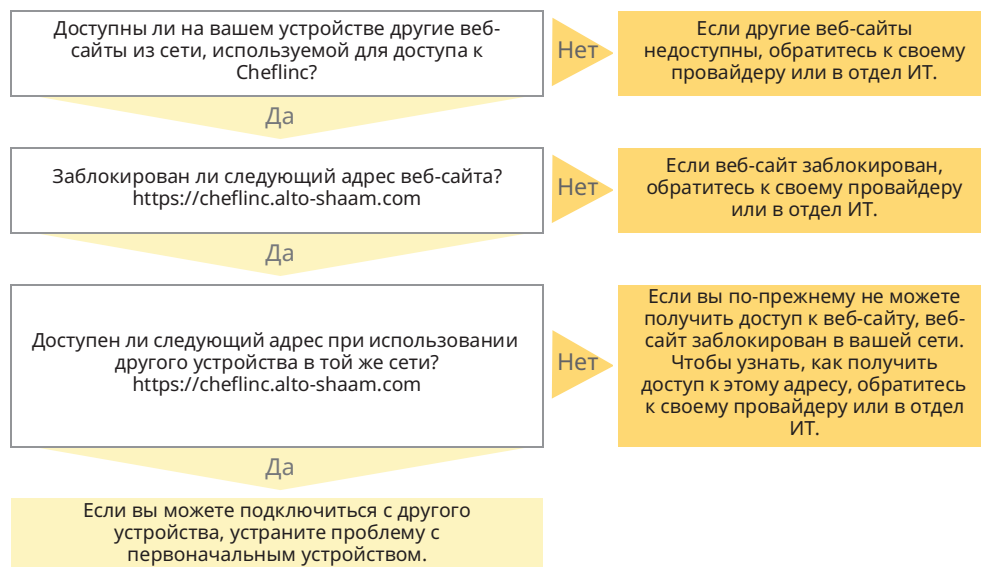 Доступны ли на вашем устройстве другие веб-
сайты из сети, используемой для доступа к
Cheflinc?
Нет
Если другие веб-сайты
недоступны, обратитесь к своему
провайдеру или в отдел ИТ.
Да
Заблокирован ли следующий адрес веб-сайта?
https://cheflinc.alto-shaam.com
Нет
Если веб-сайт заблокирован,
обратитесь к своему провайдеру
или в отдел ИТ.
Да
Доступен ли следующий адрес при использовании
другого устройства в той же сети?
https://cheflinc.alto-shaam.com
Нет
Если вы по-прежнему не можете
получить доступ к веб-сайту, веб-
сайт заблокирован в вашей сети.
Чтобы узнать, как получить
доступ к этому адресу, обратитесь
к своему провайдеру или в отдел
ИТ.
Да
Если вы можете подключиться с другого
устройства, устраните проблему с
первоначальным устройством.